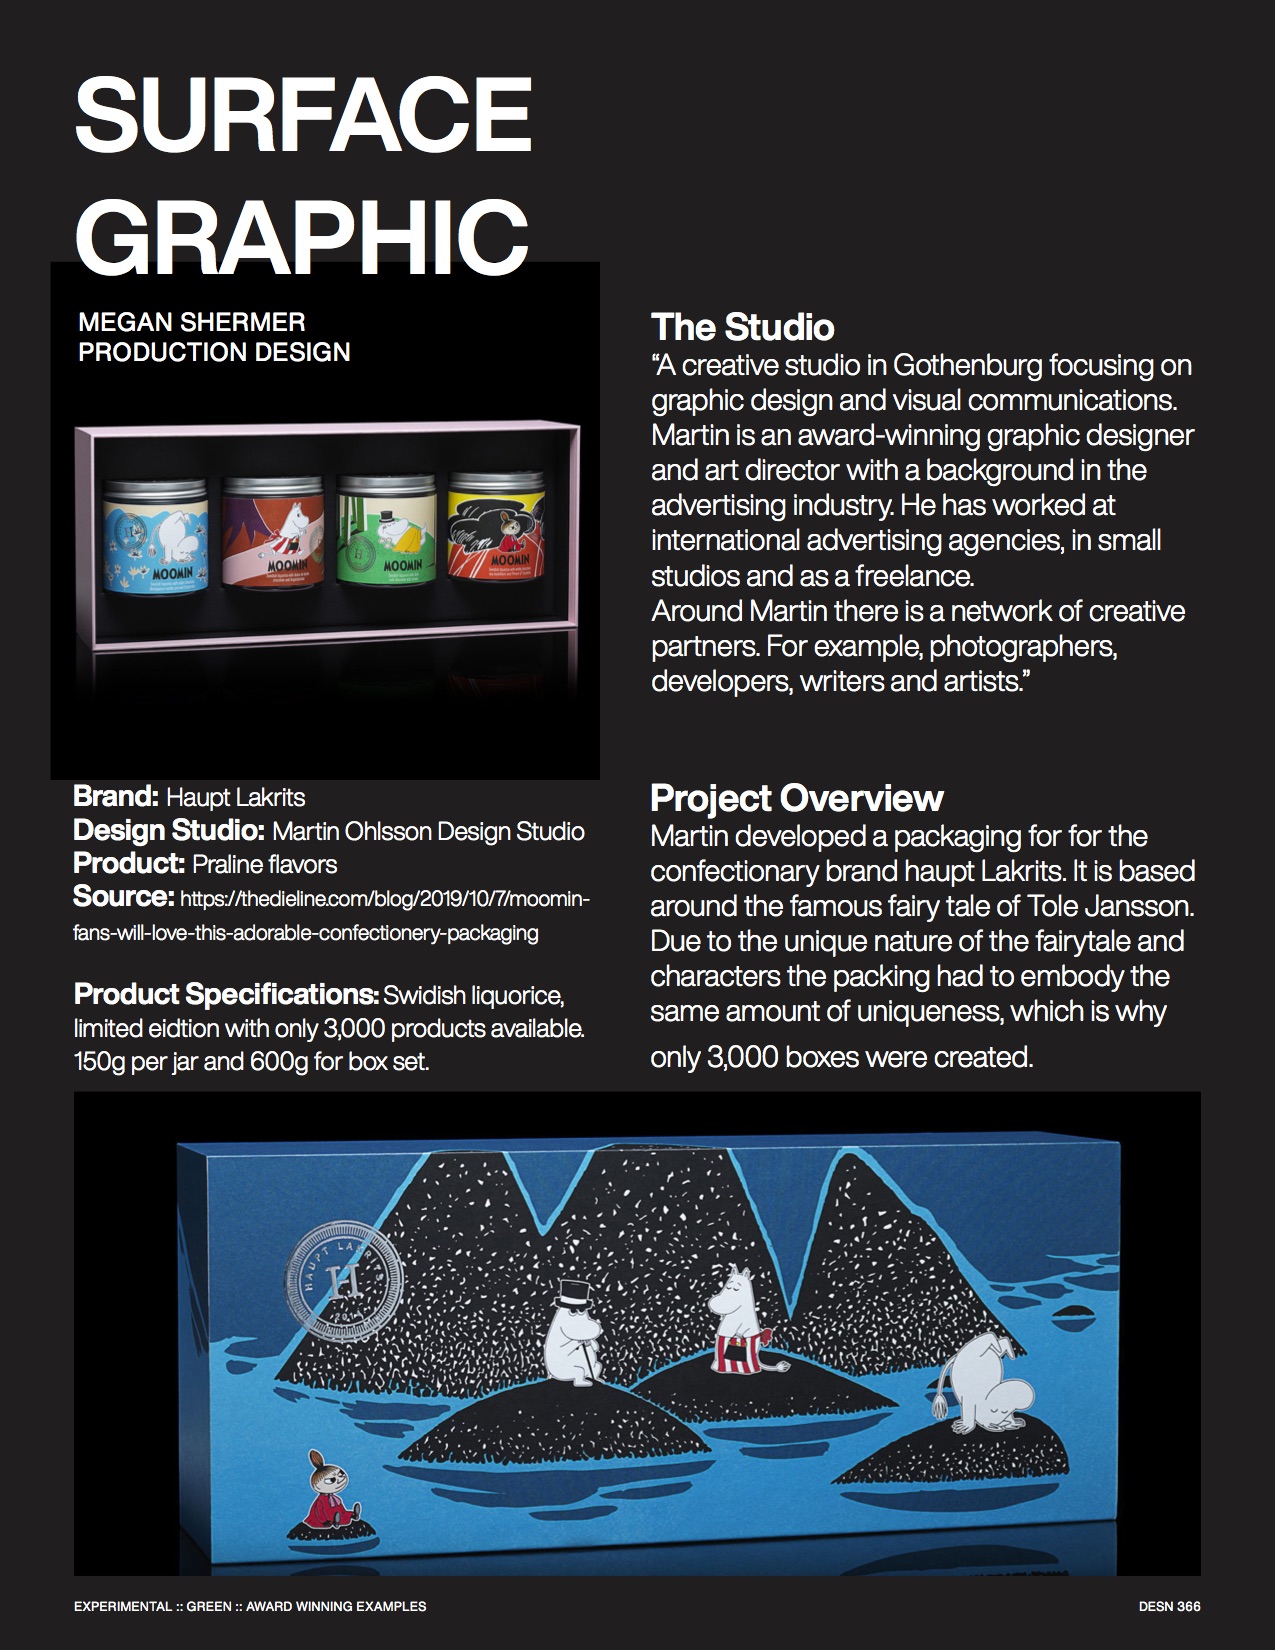 SURFACE
GRAPHIC
MEGAN SHERMER
PRODUCTION DESIGN
MOOMIN
MOOMIN
MOOMIN
MOOMIN
Brand: Haupt Lakrits
Design Studio: Martin Ohlsson Design Studio
Product: Praline flavors
Source: https://thedieline.com/blog/2019/10/7/moomin-
fans-will-love-this-adorable-confectionery-packaging
Product Specifications: Swidish liquorice,
limited eidtion with only 3,000 products available.
150g per jar and 600g for box set.
The Studio
“A creative studio in Gothenburg focusing on
graphic design and visual communications.
Martin is an award-winning graphic designer
and art director with a background in the
advertising industry. He has worked at
international advertising agencies, in small
studios and as a freelance.
Around Martin there is a network of creative
partners. For example, photographers,
developers, writers and artists.”
Project Overview
Martin developed a packaging for for the
confectionary brand haupt Lakrits. It is based
around the famous fairy tale of Tole Jansson.
Due to the unique nature of the fairytale and
characters the packing had to embody the
same amount of uniqueness, which is why
only 3,000 boxes were created.
HAUPT LAKRITS
H
EXPERIMENTAL :: GREEN :: AWARD WINNING EXAMPLES
DESN 366